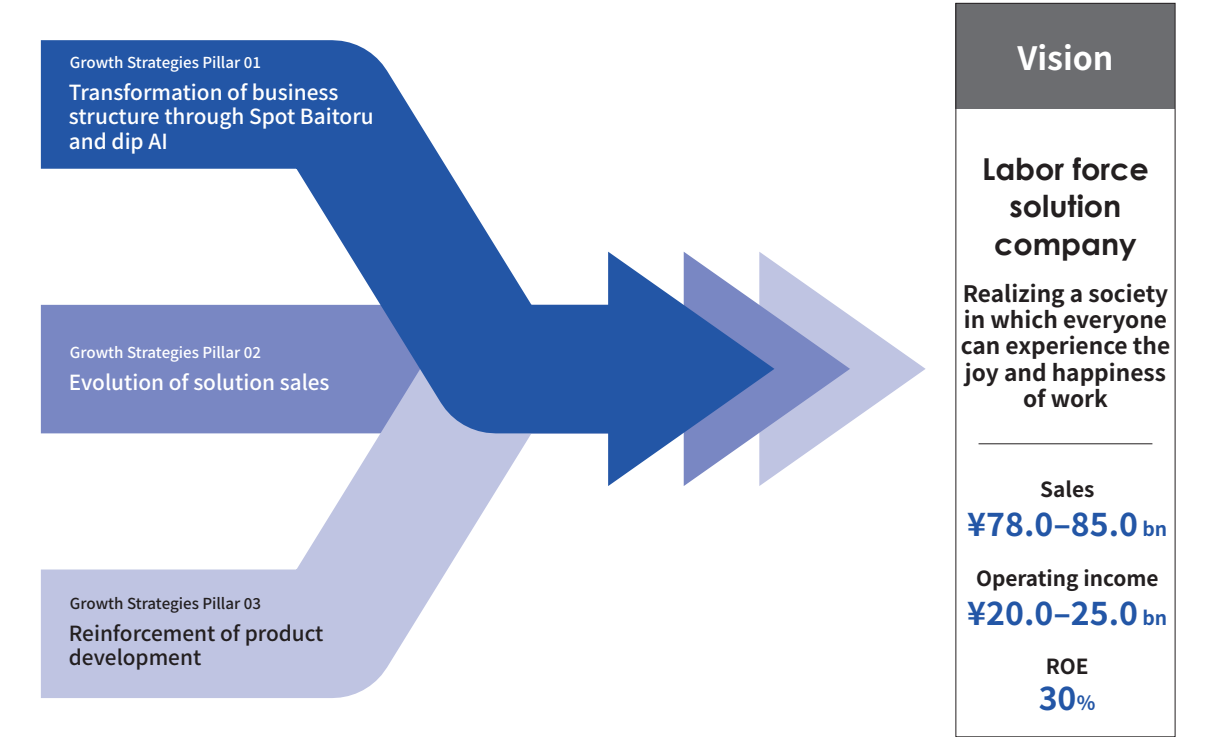 Growth Strategies Pillar 01
Transformation of business
structure through Spot Baitoru
and dip AI
Growth Strategies Pillar 02
Evolution of solution sales
Growth Strategies Pillar 03
Reinforcement of product
development
Vision
Labor force
solution
company
Realizing a society
in which everyone
can experience the
joy and happiness
of work
Sales
¥78.0–85.0 bn
Operating income
¥20.0–25.0 bn
ROE
30%